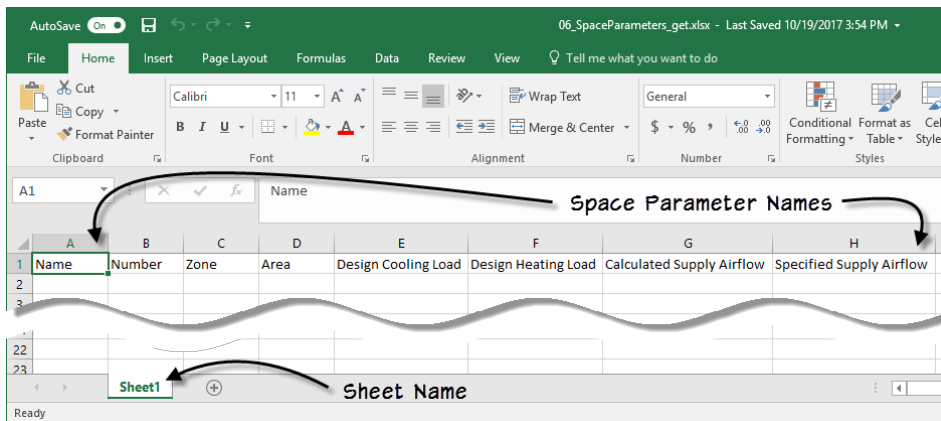 AutoSave On 06_SpaceParameters_get.xlsx - Last Saved 10/19/2017 3:54 PM
File Home Insert Page Layout Formulas Data Review View Tell me what you want to do
Cut
Copy
Paste
Format Painter
Calibri 11 A A
B I U A
Wrap Text
Merge & Center
General
$ % , .00
Conditional Formatting
Format as Table
Clipboard Font Alignment Number Styles
A1 fx Name
Space Parameter Names
A B C D E F G H
1 Name Number Zone Area Design Cooling Load Design Heating Load Calculated Supply Airflow Specified Supply Airflow
2
22
23
Sheet1
Sheet Name
Ready